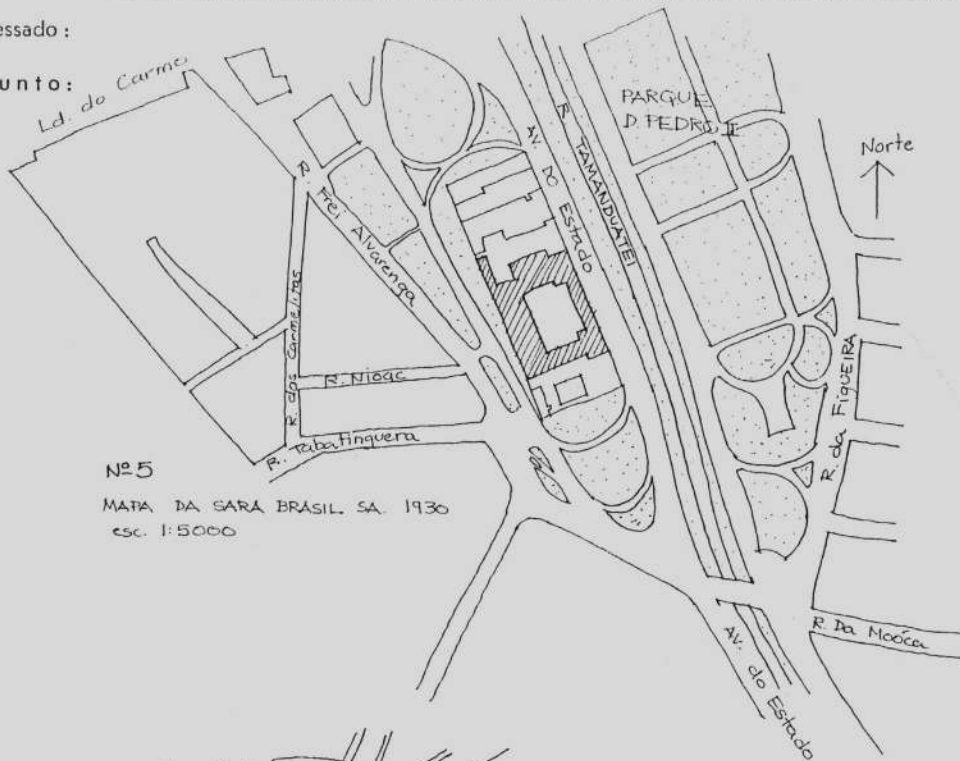 essado :
unto:
Ld. do Carmo
R. Frei Alvarenga
R. dos Carmelitas
R. Nioac
R. Tabatinguera
AV. DO Estado
R. TAMANDUATEI
PARQUE
D. PEDRO II
Norte
R. da FIGUEIRA
R. Da Moóca
AV. do Estado
Nº 5
MAPA DA SARA BRASIL SA. 1930
esc. 1:5000